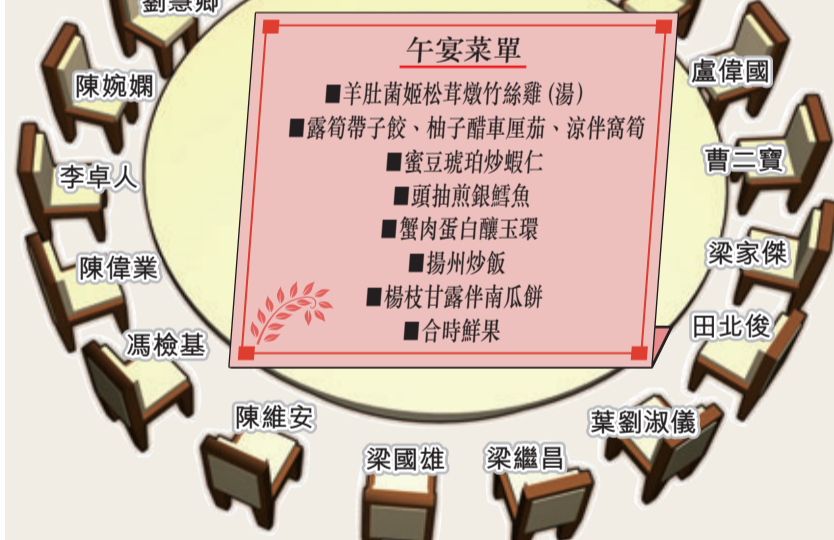 劉慧卿
午宴菜單
■羊肚菌姬松茸燉竹絲雞 (湯)
■露筍帶子餃、柚子醋車厘茄、涼伴窩筍
■蜜豆琥珀炒蝦仁
■頭抽煎銀鱈魚
■蟹肉蛋白釀玉環
■揚州炒飯
■楊枝甘露伴南瓜餅
■合時鮮果
陳婉嫻
李卓人
陳偉業
馮檢基
陳維安
梁國雄
梁繼昌
葉劉淑儀
田北俊
梁家傑
曹二寶
盧偉國